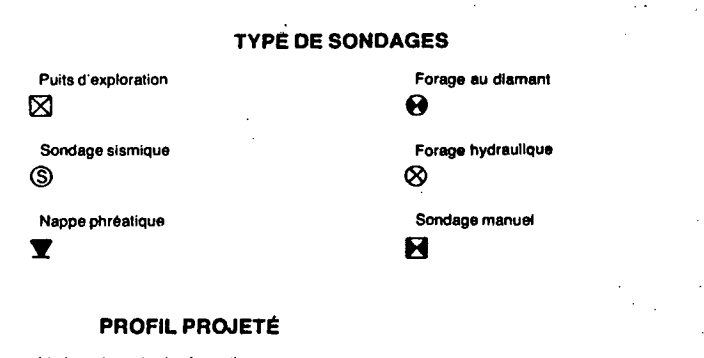 TYPE DE SONDAGES
Puits d'exploration
Forage au diamant
Sondage sismique
S
Forage hydraulique
Nappe phréatique
Sondage manuel
PROFIL PROJETÉ